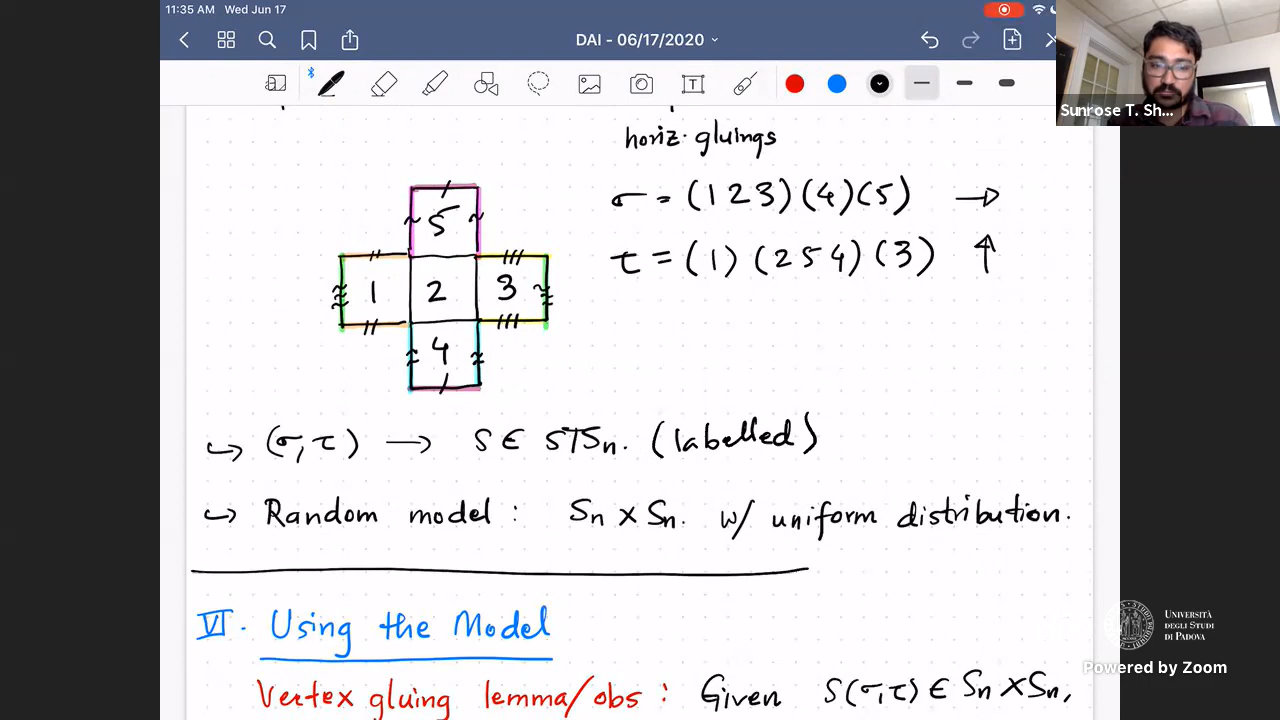 11:35 AM Wed Jun 17
DAI - 06/17/2020
Sunrose T. Sh...
horiz. gluings
σ = (1 2 3)(4)(5) →
τ = (1) (2 5 4) (3) ↑
5
1 2 3
4
↪ (σ, τ) → S ∈ STSn. (labelled)
↪ Random model : Sn × Sn. w/ uniform distribution.
VI. Using the Model
Vertex gluing lemma/obs : Given S(σ,τ) ∈ Sn × Sn,
UNIVERSITÀ
DEGLI STUDI
DI PADOVA
Powered by Zoom